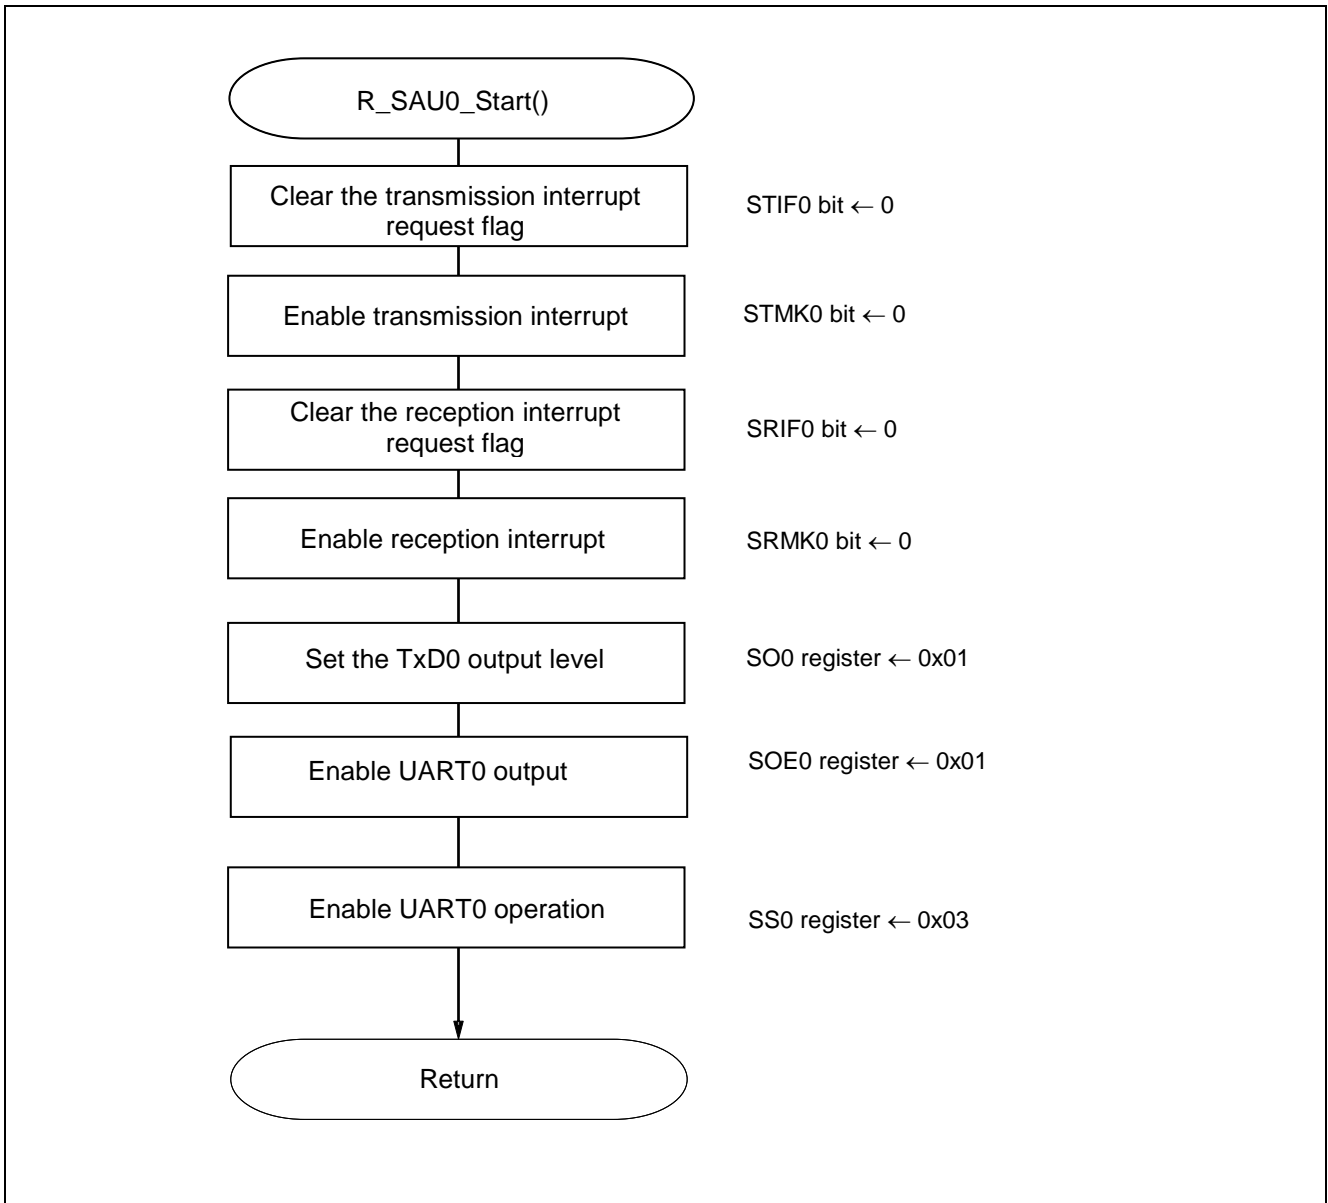 R_SAU0_Start()
Clear the transmission interrupt
request flag
STIF0 bit ← 0
Enable transmission interrupt
STMK0 bit ← 0
Clear the reception interrupt
request flag
SRIF0 bit ← 0
Enable reception interrupt
SRMK0 bit ← 0
Set the TxD0 output level
SO0 register ← 0x01
Enable UART0 output
SOE0 register ← 0x01
Enable UART0 operation
SS0 register ← 0x03
Return